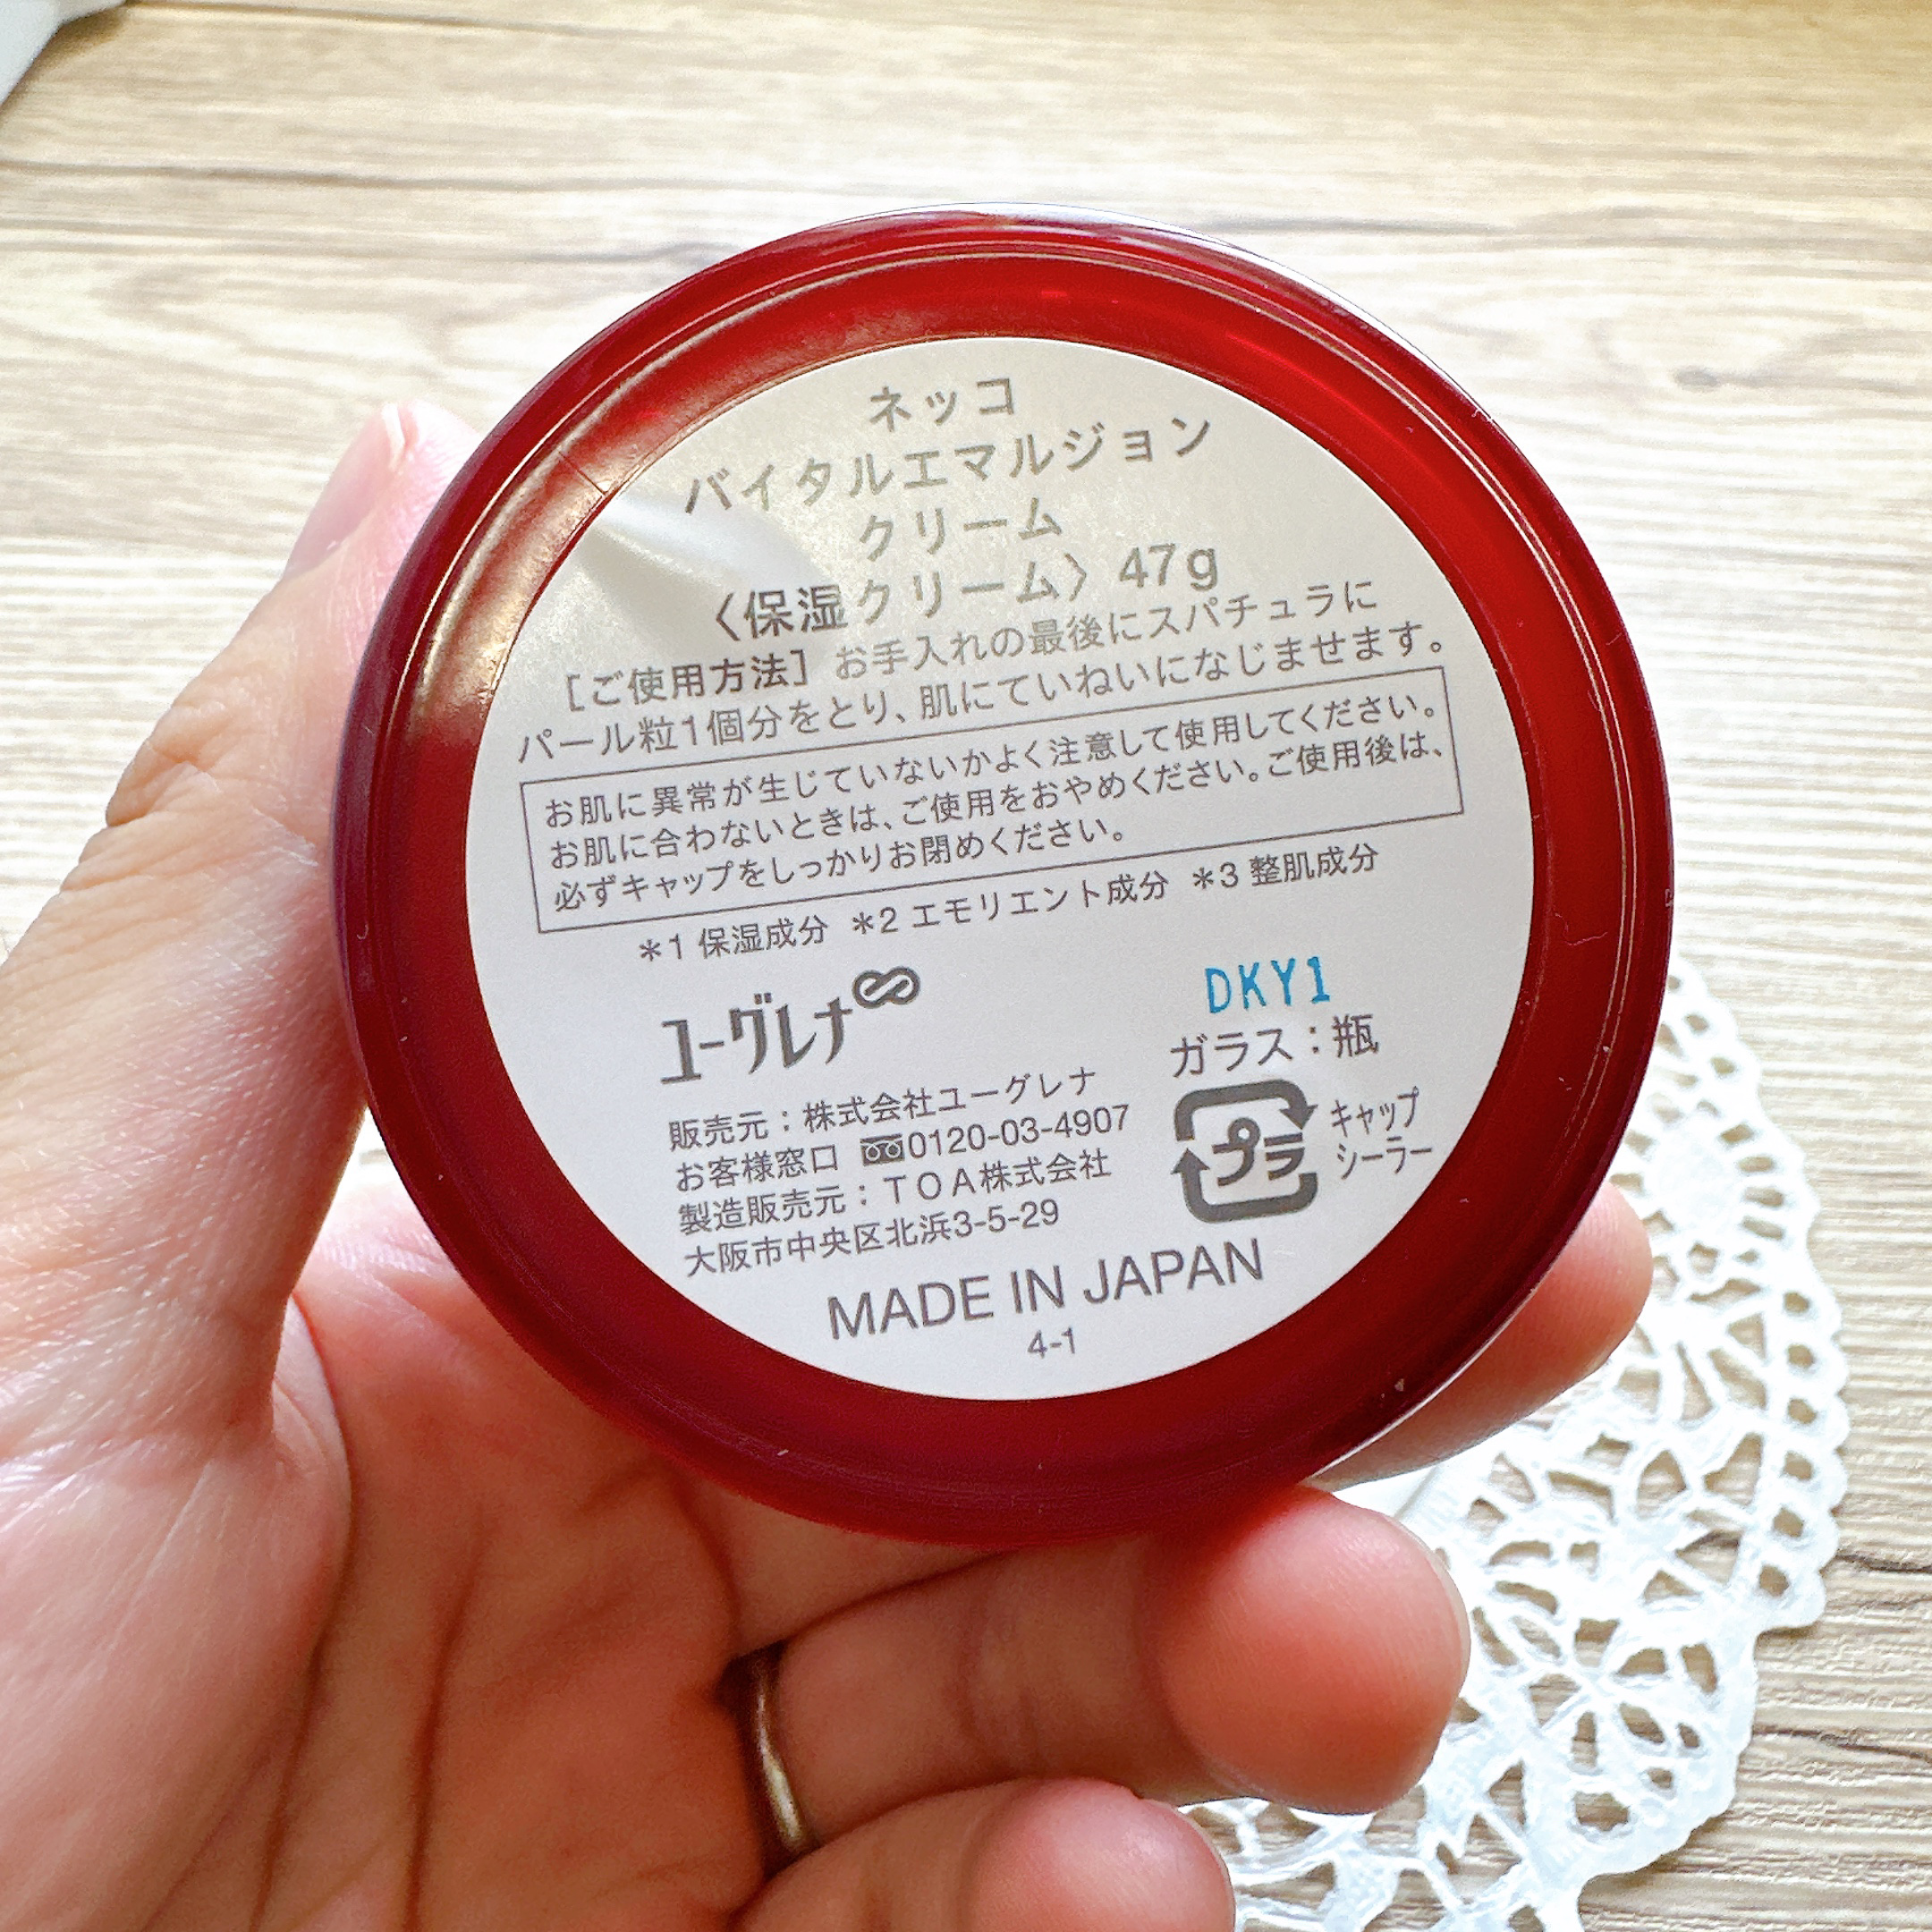 ネッコ
バイタルエマルジョン
クリーム
〈保湿クリーム〉47g
［ご使用方法］お手入れの最後にスパチュラに
パール粒1個分をとり、肌にていねいになじませます。
お肌に異常が生じていないかよく注意して使用してください。
お肌に合わないときは、ご使用をおやめください。ご使用後は、
必ずキャップをしっかりお閉めください。
＊1 保湿成分 ＊2 エモリエント成分 ＊3 整肌成分
ユーグレナ
DKY1
ガラス：瓶
プラ
キャップ
シーラー
販売元：株式会社ユーグレナ
お客様窓口 0120-03-4907
製造販売元：ＴＯＡ株式会社
大阪市中央区北浜3-5-29
MADE IN JAPAN
4-1